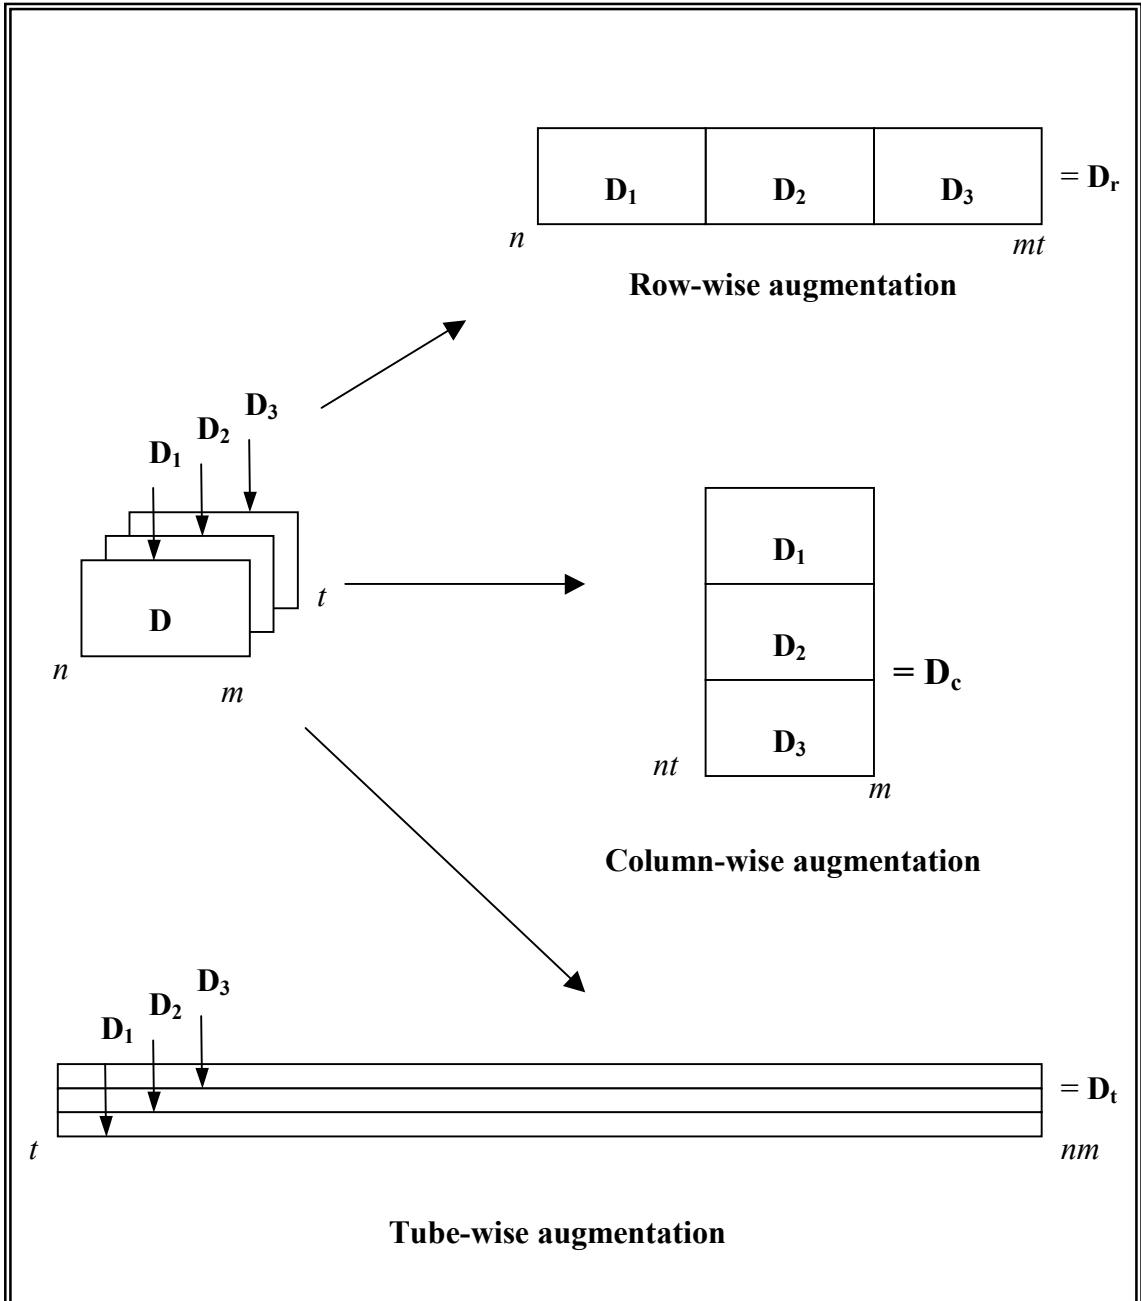 D₁ D₂ D₃ = Dᵣ
n mt
Row-wise augmentation
D₃
D₂
D₁
D
t
n
m
D₁
D₂
= D_c
D₃
nt
m
Column-wise augmentation
D₃
D₂
D₁
= Dₜ
t nm
Tube-wise augmentation